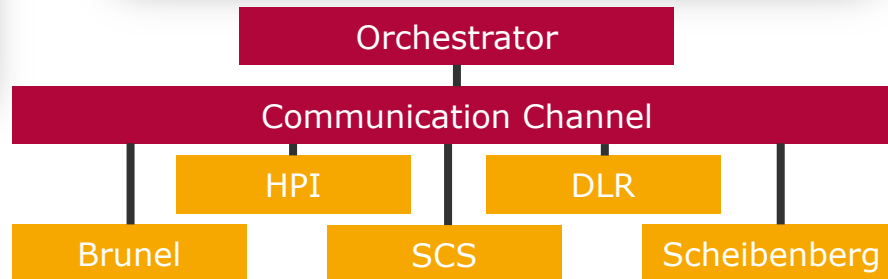 Orchestrator
Communication Channel
HPI
DLR
Brunel
SCS
Scheibenberg